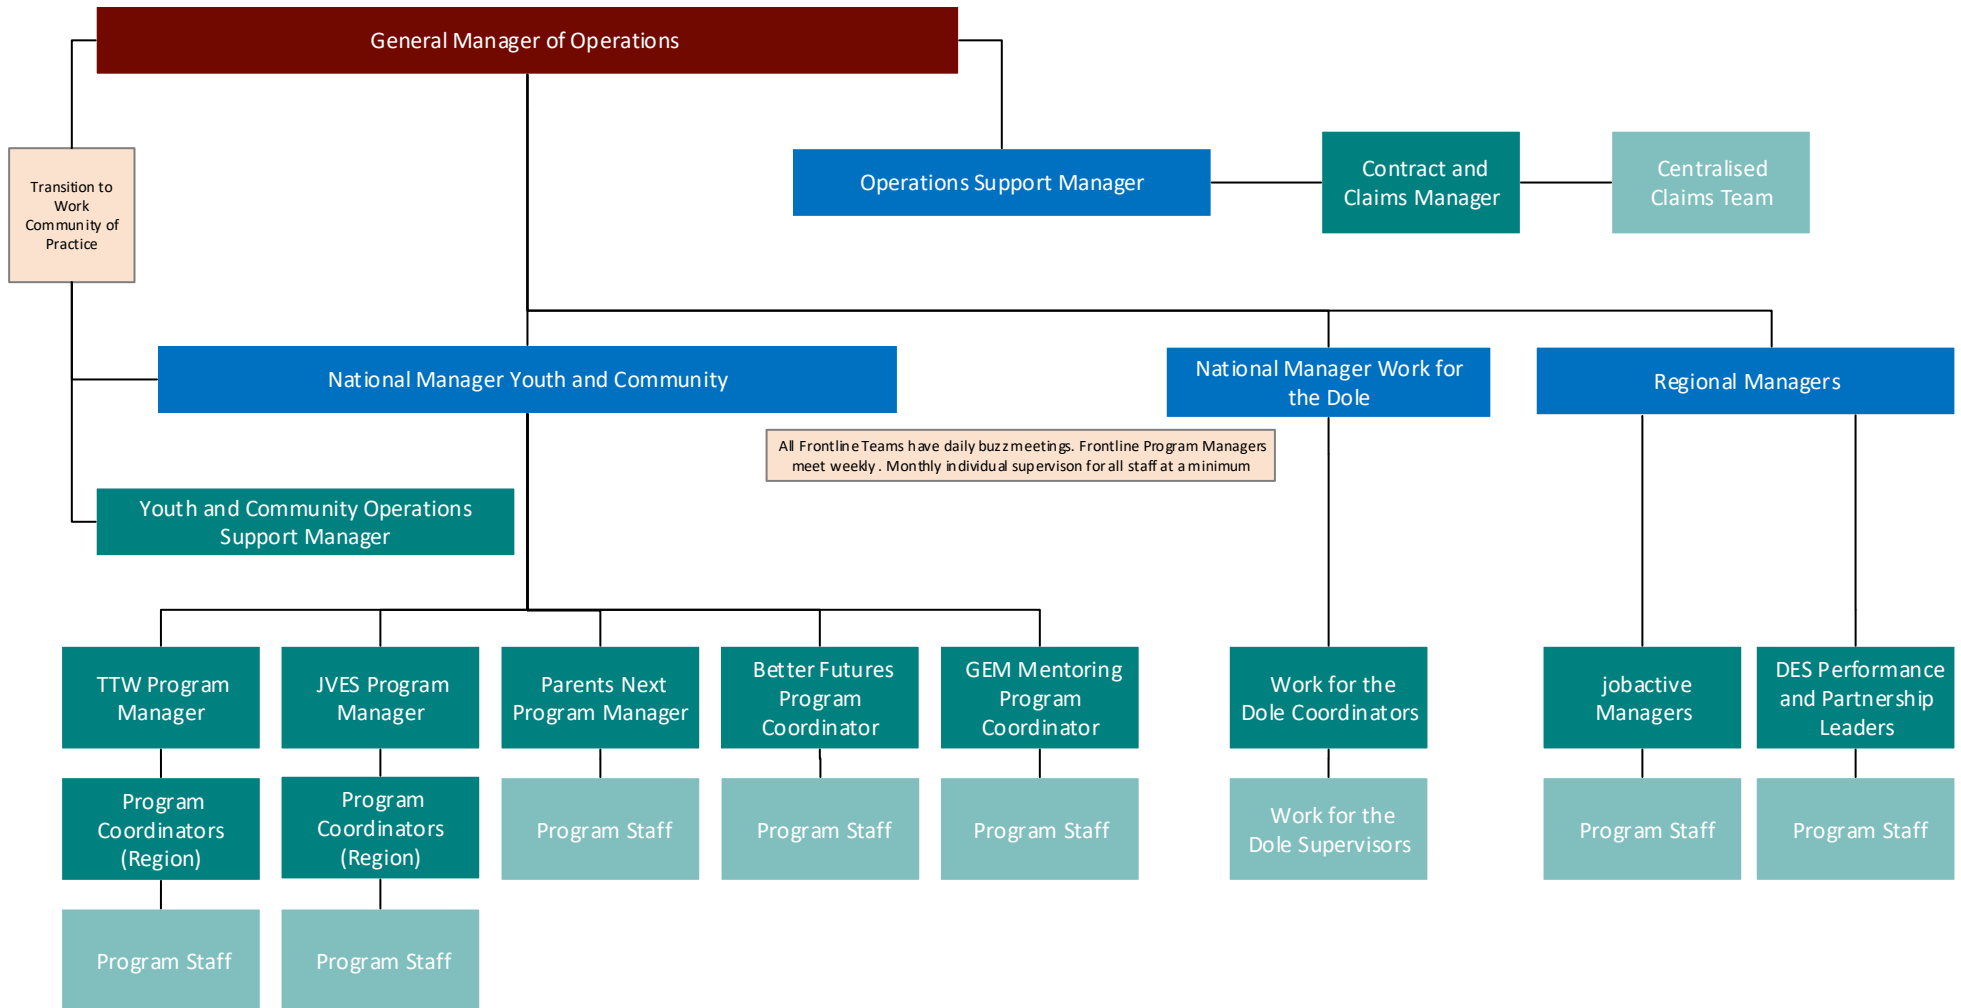 General Manager of Operations
Transition to
Work
Community of
Practice
Operations Support Manager
Contract and
Claims Manager
Centralised
Claims Team
National Manager Youth and Community
National Manager Work for
the Dole
Regional Managers
All Frontline Teams have daily buzz meetings. Frontline Program Managers
meet weekly . Monthly individual supervison for all staff at a minimum
Youth and Community Operations
Support Manager
TTW Program
Manager
JVES Program
Manager
Parents Next
Program Manager
Better Futures
Program
Coordinator
GEM Mentoring
Program
Coordinator
Work for the
Dole Coordinators
jobactive
Managers
DES Performance
and Partnership
Leaders
Program
Coordinators
(Region)
Program
Coordinators
(Region)
Program Staff
Program Staff
Program Staff
Work for the
Dole Supervisors
Program Staff
Program Staff
Program Staff
Program Staff